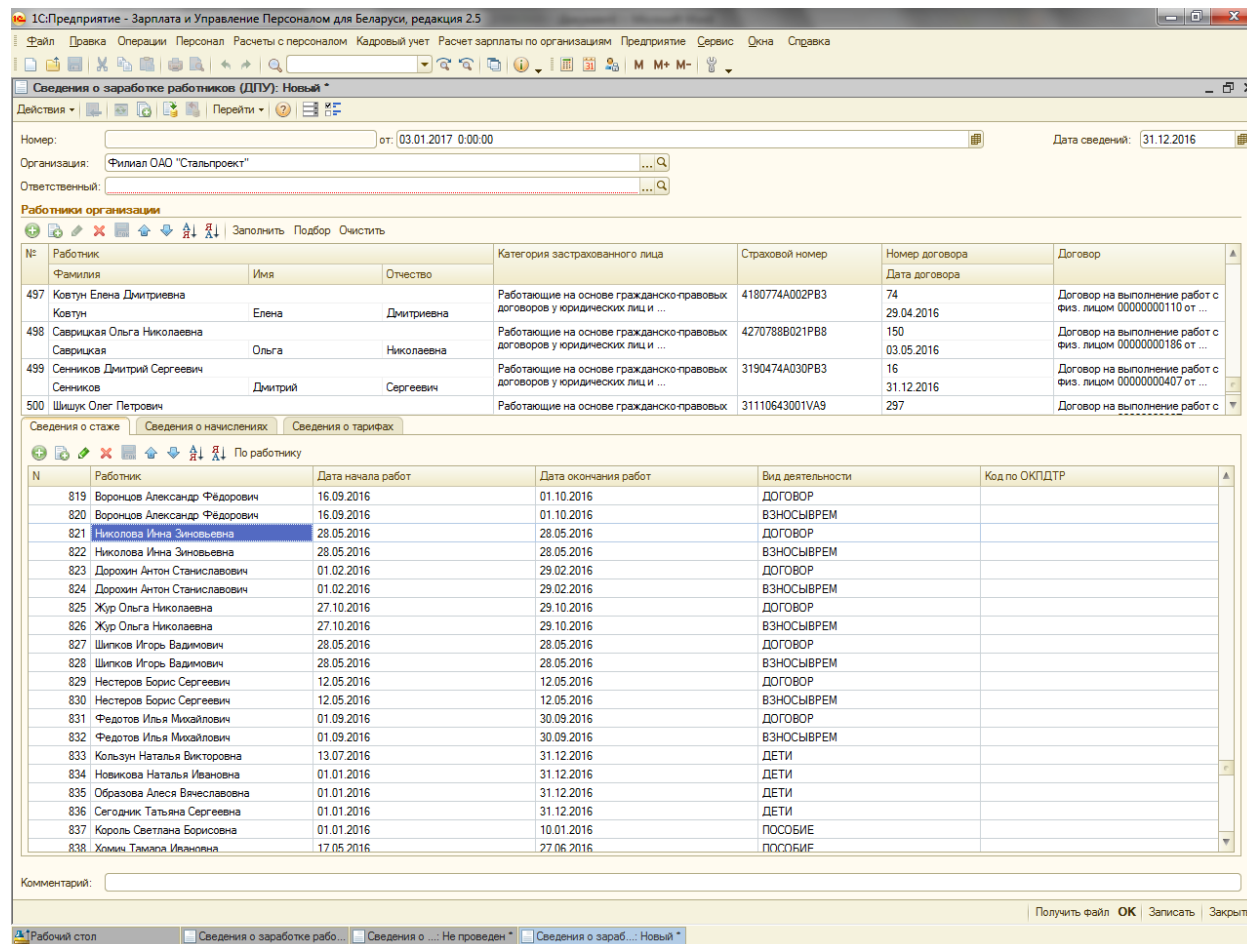 1С:Предприятие - Зарплата и Управление Персоналом для Беларуси, редакция 2.5
Файл Правка Операции Персонал Расчеты с персоналом Кадровый учет Расчет зарплаты по организациям Предприятие Сервис Окна Справка
M M+ M-
Сведения о заработке работников (ДПУ): Новый *
Действия Перейти
Номер: от: 03.01.2017 0:00:00 Дата сведений: 31.12.2016
Организация: Филиал ОАО "Стальпроект" ...
Ответственный: ...
Работники организации
Заполнить Подбор Очистить
№ Работник Категория застрахованного лица Страховой номер Номер договора Договор
Фамилия Имя Отчество Дата договора
497 Ковтун Елена Дмитриевна Работающие на основе гражданско-правовых 4180774A002PB3 74 Договор на выполнение работ с
Ковтун Елена Дмитриевна договоров у юридических лиц и ... 29.04.2016 физ. лицом 00000000110 от ...
498 Саврицкая Ольга Николаевна Работающие на основе гражданско-правовых 4270788B021PB8 150 Договор на выполнение работ с
Саврицкая Ольга Николаевна договоров у юридических лиц и ... 03.05.2016 физ. лицом 00000000186 от ...
499 Сенников Дмитрий Сергеевич Работающие на основе гражданско-правовых 3190474A030PB3 16 Договор на выполнение работ с
Сенников Дмитрий Сергеевич договоров у юридических лиц и ... 31.12.2016 физ. лицом 00000000407 от ...
500 Шишук Олег Петрович Работающие на основе гражданско-правовых 31110643001VA9 297 Договор на выполнение работ с
Сведения о стаже Сведения о начислениях Сведения о тарифах
По работнику
N Работник Дата начала работ Дата окончания работ Вид деятельности Код по ОКПДТР
819 Воронцов Александр Фёдорович 16.09.2016 01.10.2016 ДОГОВОР
820 Воронцов Александр Фёдорович 16.09.2016 01.10.2016 ВЗНОСЫВРЕМ
821 Николова Инна Зиновьевна 28.05.2016 28.05.2016 ДОГОВОР
822 Николова Инна Зиновьевна 28.05.2016 28.05.2016 ВЗНОСЫВРЕМ
823 Дорохин Антон Станиславович 01.02.2016 29.02.2016 ДОГОВОР
824 Дорохин Антон Станиславович 01.02.2016 29.02.2016 ВЗНОСЫВРЕМ
825 Жур Ольга Николаевна 27.10.2016 29.10.2016 ДОГОВОР
826 Жур Ольга Николаевна 27.10.2016 29.10.2016 ВЗНОСЫВРЕМ
827 Шипков Игорь Вадимович 28.05.2016 28.05.2016 ДОГОВОР
828 Шипков Игорь Вадимович 28.05.2016 28.05.2016 ВЗНОСЫВРЕМ
829 Нестеров Борис Сергеевич 12.05.2016 12.05.2016 ДОГОВОР
830 Нестеров Борис Сергеевич 12.05.2016 12.05.2016 ВЗНОСЫВРЕМ
831 Федотов Илья Михайлович 01.09.2016 30.09.2016 ДОГОВОР
832 Федотов Илья Михайлович 01.09.2016 30.09.2016 ВЗНОСЫВРЕМ
833 Кользун Наталья Викторовна 13.07.2016 31.12.2016 ДЕТИ
834 Новикова Наталья Ивановна 01.01.2016 31.12.2016 ДЕТИ
835 Образова Алеся Вячеславовна 01.01.2016 31.12.2016 ДЕТИ
836 Сегодник Татьяна Сергеевна 01.01.2016 31.12.2016 ДЕТИ
837 Король Светлана Борисовна 01.01.2016 10.01.2016 ПОСОБИЕ
838 Хомич Тамара Ивановна 17.05.2016 27.06.2016 ПОСОБИЕ
Комментарий:
Получить файл OK Записать Закрыт
Рабочий стол Сведения о заработке рабо... Сведения о ...: Не проведен * Сведения о зараб...: Новый *